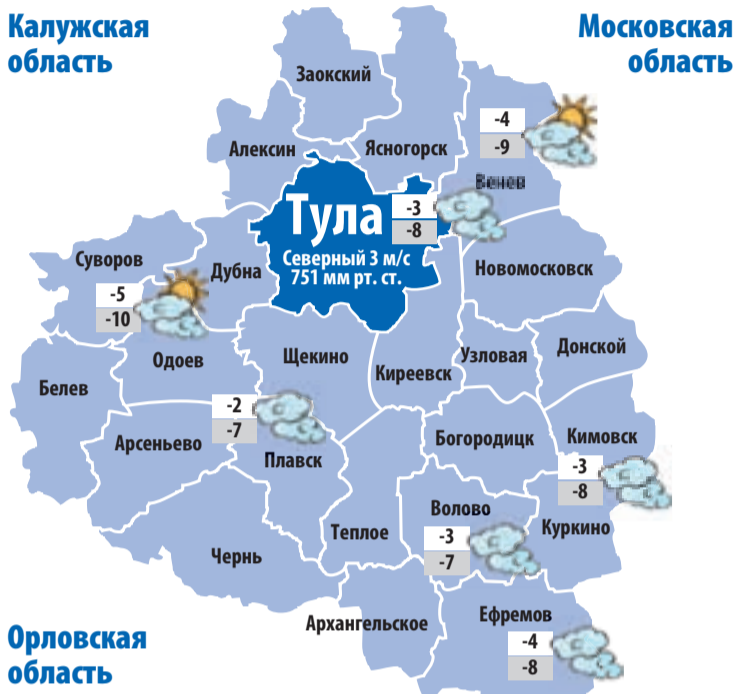 Калужская
область
Московская
область
Заокский
-4
-9
Алексин
Ясногорск
Венев
Тула
-3
-8
Северный 3 м/с
751 мм рт. ст.
Суворов
Дубна
Новомосковск
-5
-10
Одоев
Щекино
Киреевск
Узловая
Донской
Белев
-2
-7
Арсеньево
Плавск
Богородицк
Кимовск
-3
-8
Волово
-3
-7
Теплое
Куркино
Чернь
Архангельское
Ефремов
-4
-8
Орловская
область